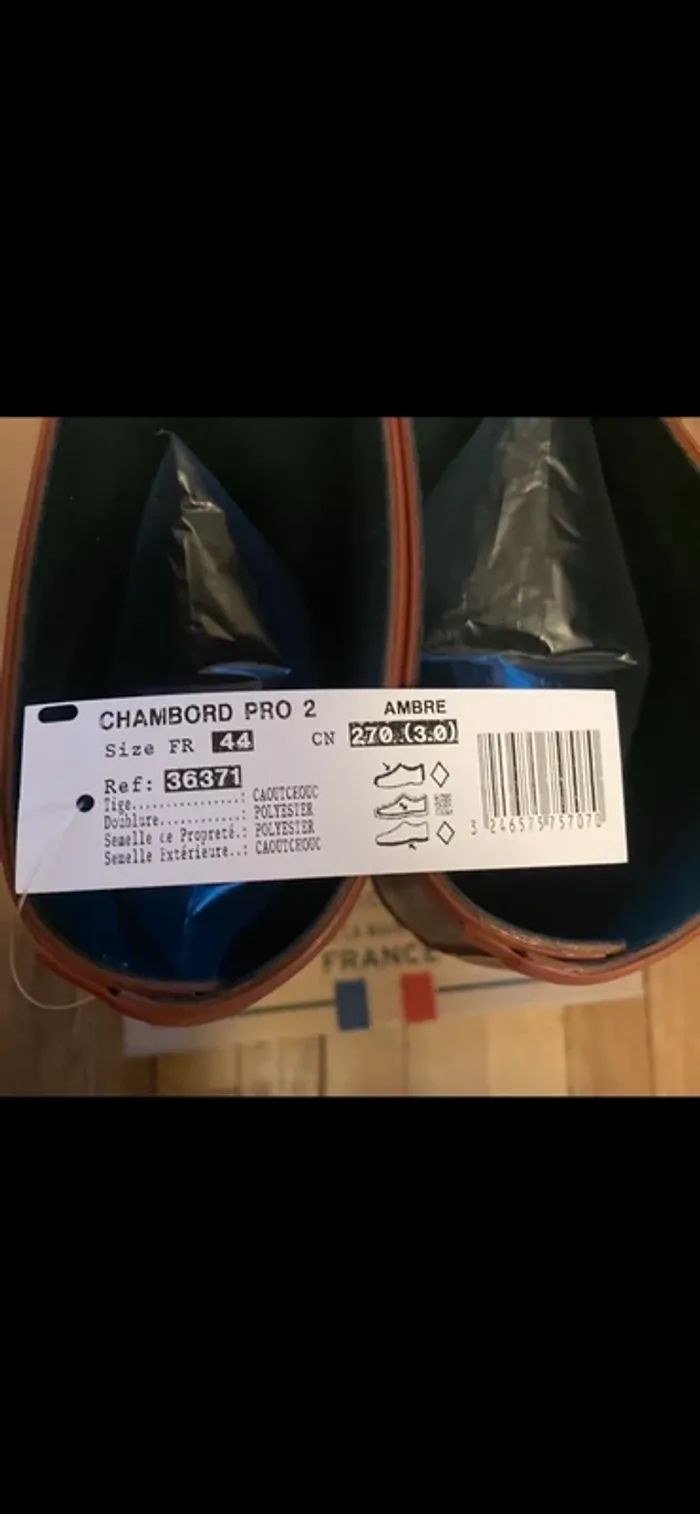 CHAMBORD PRO 2
AMBRE
Size FR 44
CN 270 (3.0)
Ref: 36371
Tige................: CAOUTCHOUC
Doublure............: POLYESTER
Semelle de Propreté.: POLYESTER
Semelle Extérieure..: CAOUTCHOUC
3 246575 757070
FRANCE